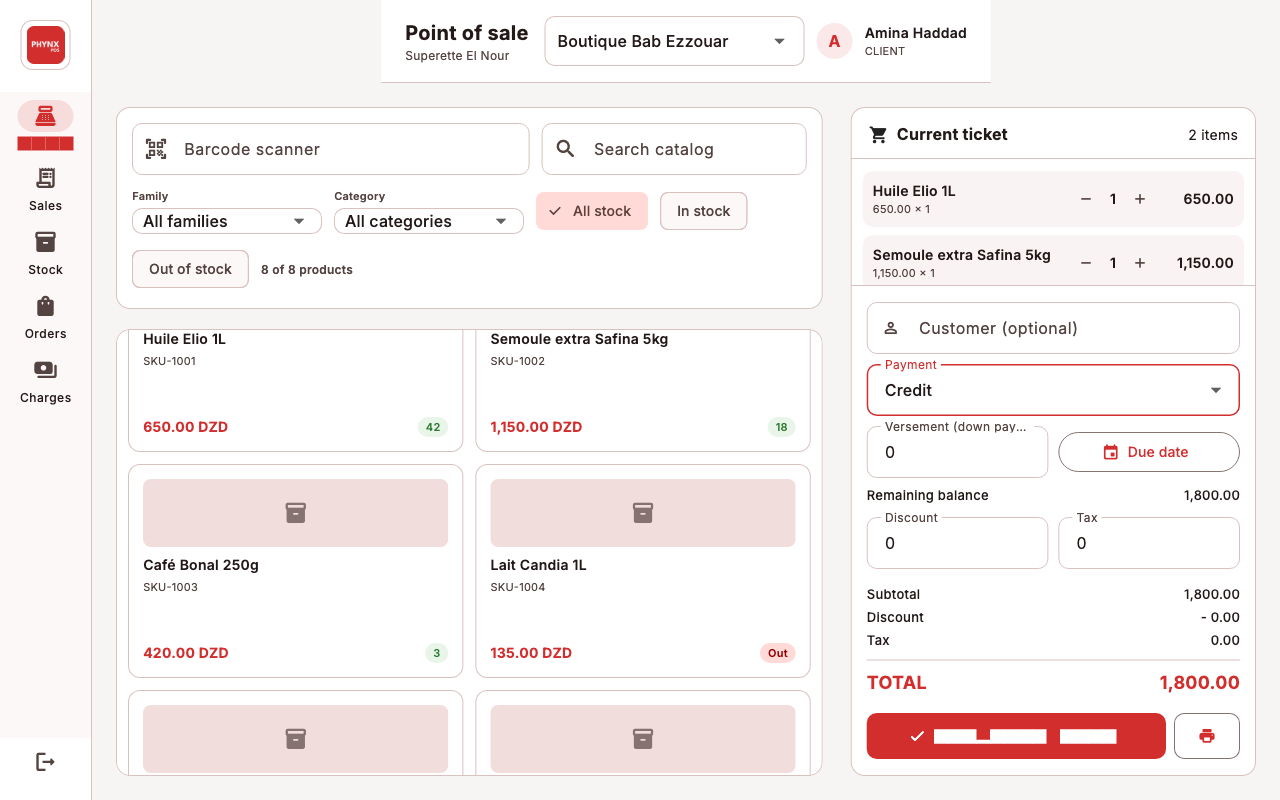 PHYNX
POS
Sales
Stock
Orders
Charges
Point of sale
Superette El Nour
Boutique Bab Ezzouar
A
Amina Haddad
CLIENT
Barcode scanner
Search catalog
Family
All families
Category
All categories
All stock
In stock
Out of stock
8 of 8 products
Huile Elio 1L
SKU-1001
650.00 DZD
42
Semoule extra Safina 5kg
SKU-1002
1,150.00 DZD
18
Café Bonal 250g
SKU-1003
420.00 DZD
3
Lait Candia 1L
SKU-1004
135.00 DZD
Out
Current ticket
2 items
Huile Elio 1L
650.00 × 1
− 1 +
650.00
Semoule extra Safina 5kg
1,150.00 × 1
− 1 +
1,150.00
Customer (optional)
Payment
Credit
Versement (down pay...
0
Due date
Remaining balance 1,800.00
Discount
0
Tax
0
Subtotal 1,800.00
Discount - 0.00
Tax 0.00
TOTAL 1,800.00